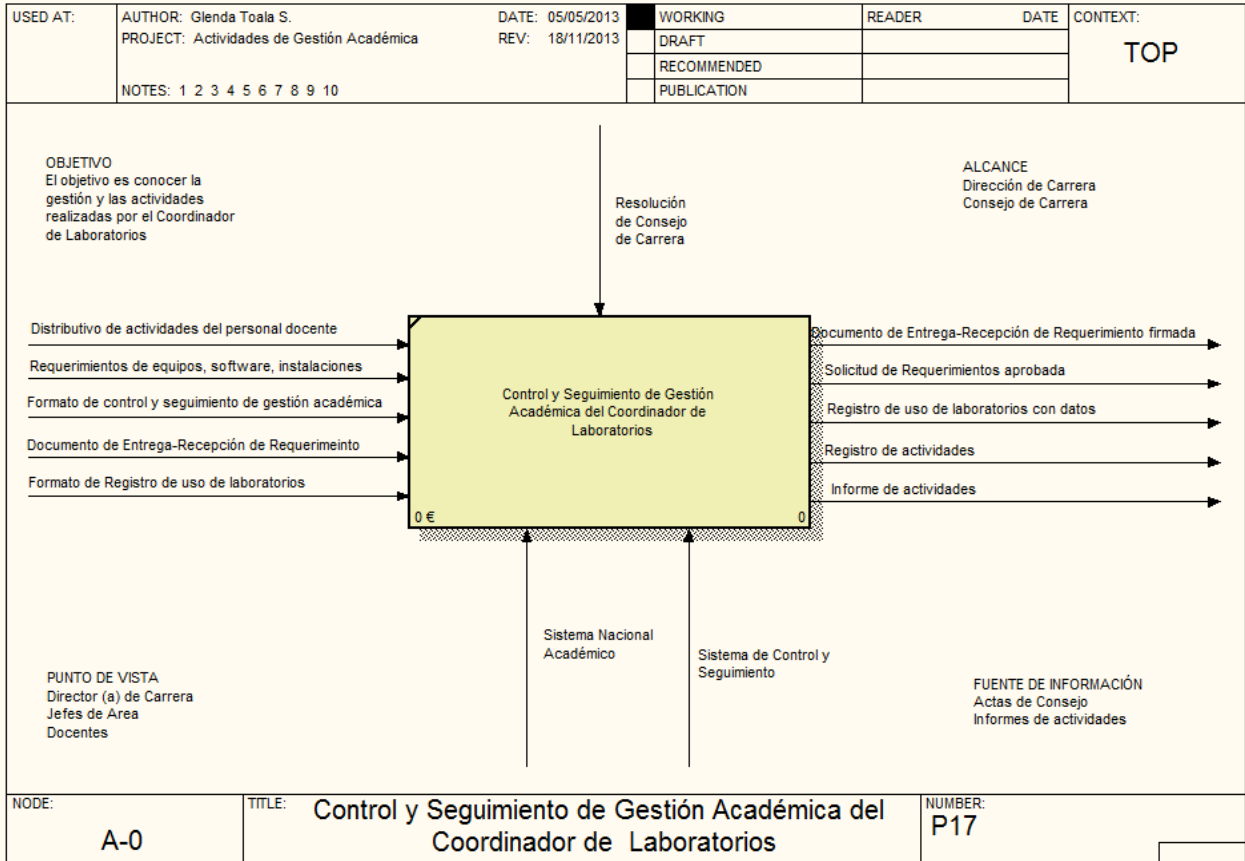 USED AT:
AUTHOR: Glenda Toala S.
DATE: 05/05/2013
PROJECT: Actividades de Gestión Académica
REV: 18/11/2013
NOTES: 1 2 3 4 5 6 7 8 9 10
WORKING
DRAFT
RECOMMENDED
PUBLICATION
READER
DATE
CONTEXT:
TOP
OBJETIVO
El objetivo es conocer la
gestión y las actividades
realizadas por el Coordinador
de Laboratorios
Resolución
de Consejo
de Carrera
ALCANCE
Dirección de Carrera
Consejo de Carrera
Distributivo de actividades del personal docente
Requerimientos de equipos, software, instalaciones
Formato de control y seguimiento de gestión académica
Documento de Entrega-Recepción de Requerimeinto
Formato de Registro de uso de laboratorios
Control y Seguimiento de Gestión
Académica del Coordinador de
Laboratorios
0 €
0
Documento de Entrega-Recepción de Requerimiento firmada
Solicitud de Requerimientos aprobada
Registro de uso de laboratorios con datos
Registro de actividades
Informe de actividades
Sistema Nacional
Académico
Sistema de Control y
Seguimiento
PUNTO DE VISTA
Director (a) de Carrera
Jefes de Area
Docentes
FUENTE DE INFORMACIÓN
Actas de Consejo
Informes de actividades
NODE:
A-0
TITLE:
Control y Seguimiento de Gestión Académica del
Coordinador de Laboratorios
NUMBER:
P17